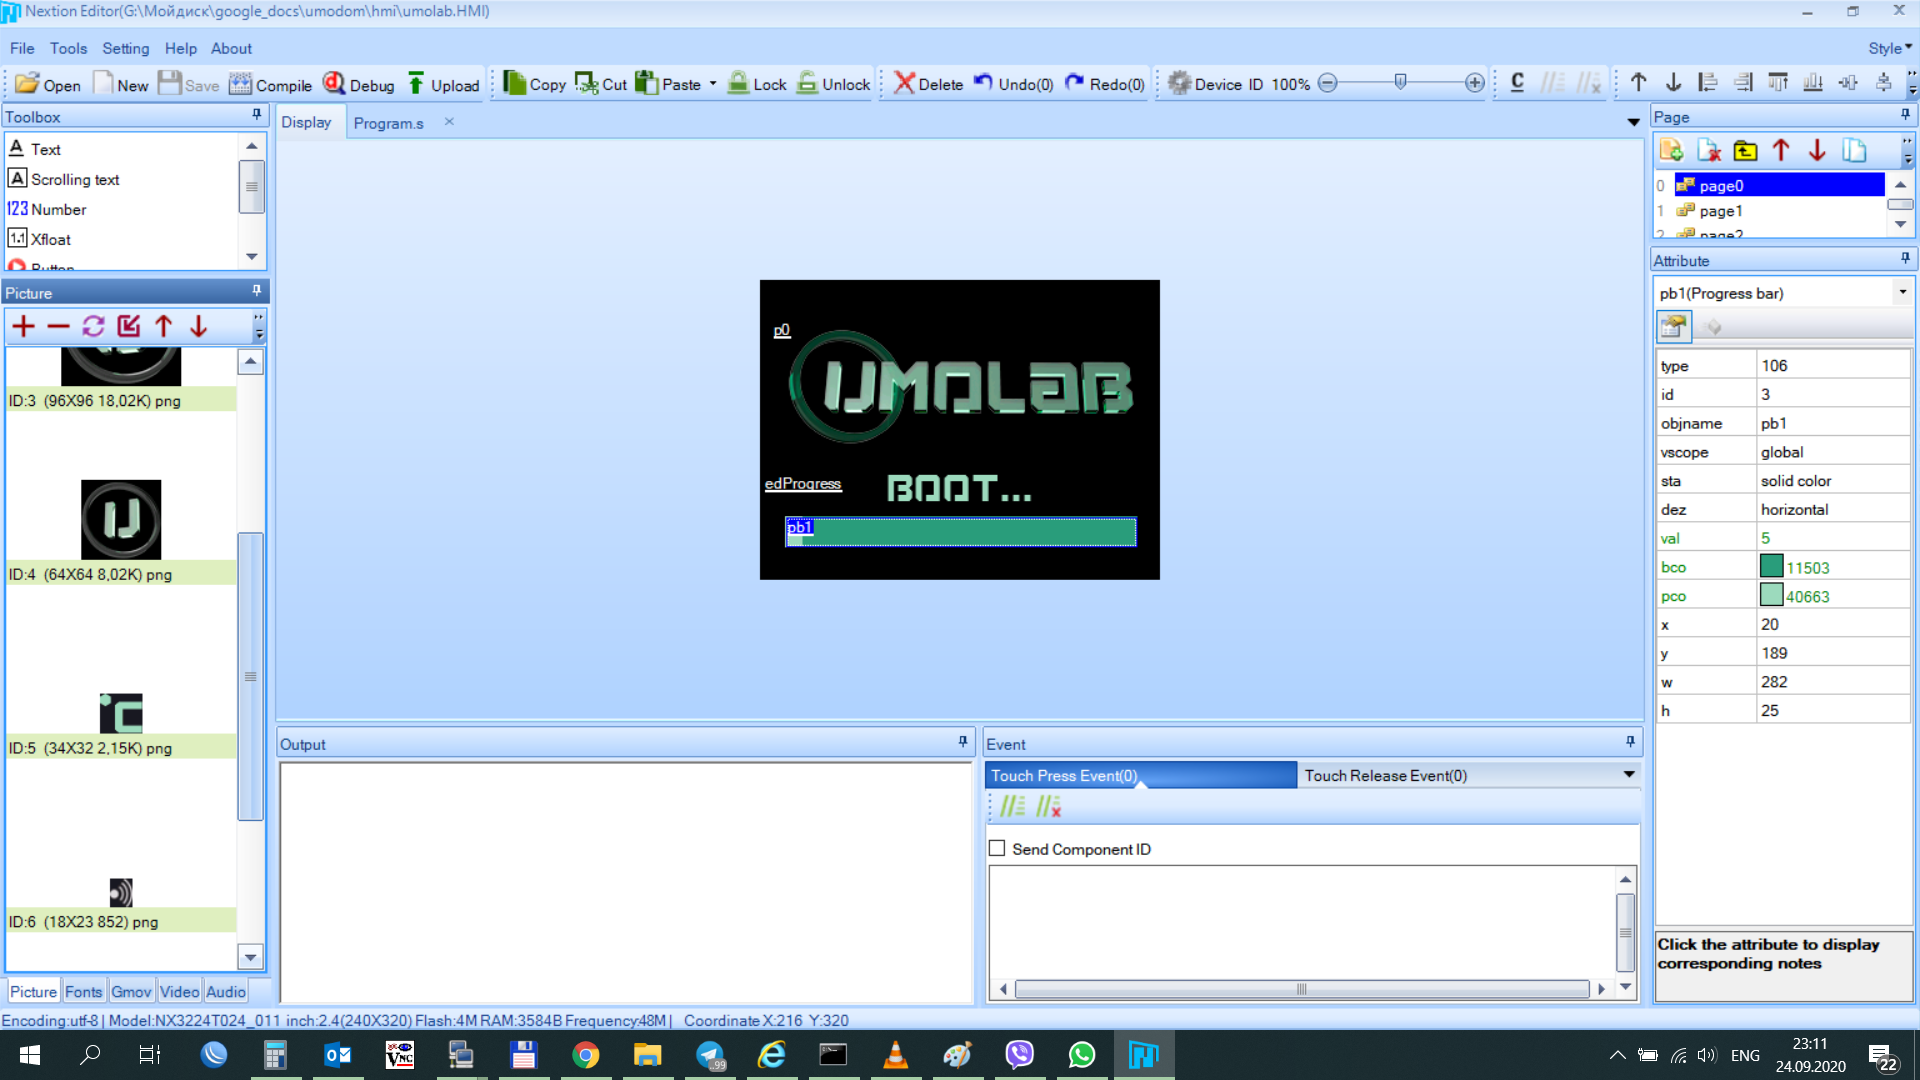 Nextion Editor(G:\Мойдиск\google_docs\umodom\hmi\umolab.HMI)
File Tools Setting Help About Style
Open New Save Compile Debug Upload Copy Cut Paste Lock Unlock Delete Undo(0) Redo(0) Device ID 100% C
Toolbox
Text
Scrolling text
123 Number
1.1 Xfloat
Button
Picture
ID:3 (96X96 18,02K) png
ID:4 (64X64 8,02K) png
ID:5 (34X32 2,15K) png
ID:6 (18X23 852) png
Picture Fonts Gmov Video Audio
Display Program.s
p0
UMOLAB
edProgress BOOT...
pb1
Output
Event
Touch Press Event(0) Touch Release Event(0)
Send Component ID
Page
0 page0
1 page1
2 page2
Attribute
pb1(Progress bar)
type 106
id 3
objname pb1
vscope global
sta solid color
dez horizontal
val 5
bco 11503
pco 40663
x 20
y 189
w 282
h 25
Click the attribute to display
corresponding notes
Encoding:utf-8 | Model:NX3224T024_011 inch:2.4(240X320) Flash:4M RAM:3584B Frequency:48M | Coordinate X:216 Y:320
VNC
99
ENG
23:11
24.09.2020
22